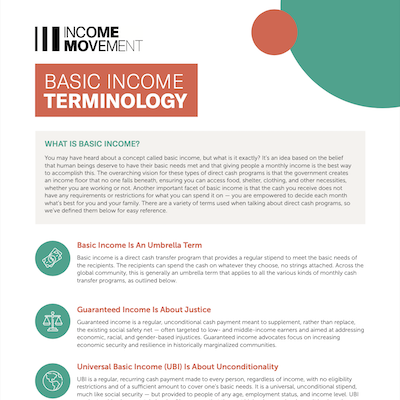 INCOME
MOVEMENT
BASIC INCOME
TERMINOLOGY
WHAT IS BASIC INCOME?
You may have heard about a concept called basic income, but what is it exactly? It's an idea based on the belief
that human beings deserve to have their basic needs met and that giving people a monthly income is the best way
to accomplish this. The overarching vision for these types of direct cash programs is that the government creates
an income floor that no one falls beneath, ensuring you can access food, shelter, clothing, and other necessities,
whether you are working or not. Another important facet of basic income is that the cash you receive does not
have any requirements or restrictions for what you can spend it on — you are empowered to decide each month
what's best for you and your family. There are a variety of terms used when talking about direct cash programs, so
we've defined them below for easy reference.
Basic Income Is An Umbrella Term
Basic income is a direct cash transfer program that provides a regular stipend to meet the basic needs of
the recipients. The recipients can spend the cash on whatever they choose, no strings attached. Across the
global community, this is generally an umbrella term that applies to all the various kinds of monthly cash
transfer programs, as outlined below.
Guaranteed Income Is About Justice
Guaranteed income is a regular, unconditional cash payment meant to supplement, rather than replace,
the existing social safety net — often targeted to low- and middle-income earners and aimed at addressing
economic, racial, and gender-based injustices. Guaranteed income advocates focus on increasing
economic security and resilience in historically marginalized communities.
Universal Basic Income (UBI) Is About Unconditionality
UBI is a regular, recurring cash payment made to every person, regardless of income, with no eligibility
restrictions and of a sufficient amount to cover one's basic needs. It is a universal, unconditional stipend,
much like social security — but provided to people of any age, employment status, and income level. UBI